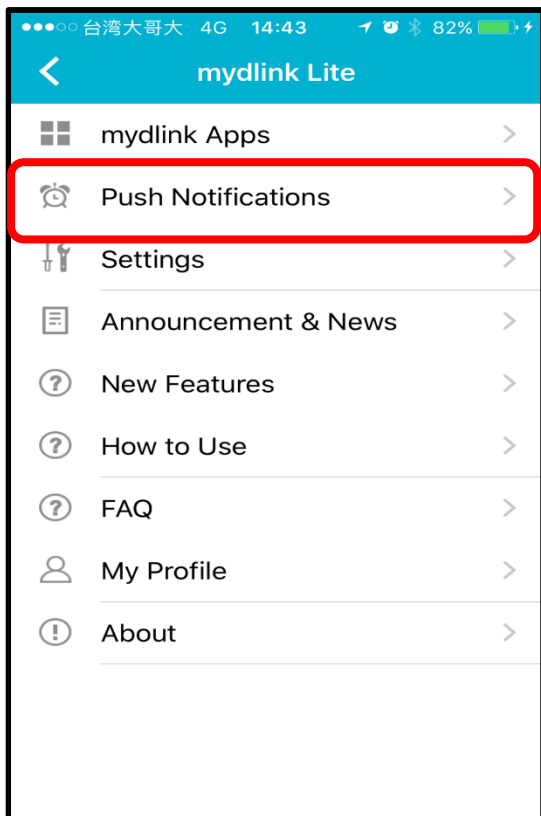 台湾大哥大 4G 14:43 82%
mydlink Lite
mydlink Apps
Push Notifications
Settings
Announcement & News
New Features
How to Use
FAQ
My Profile
About